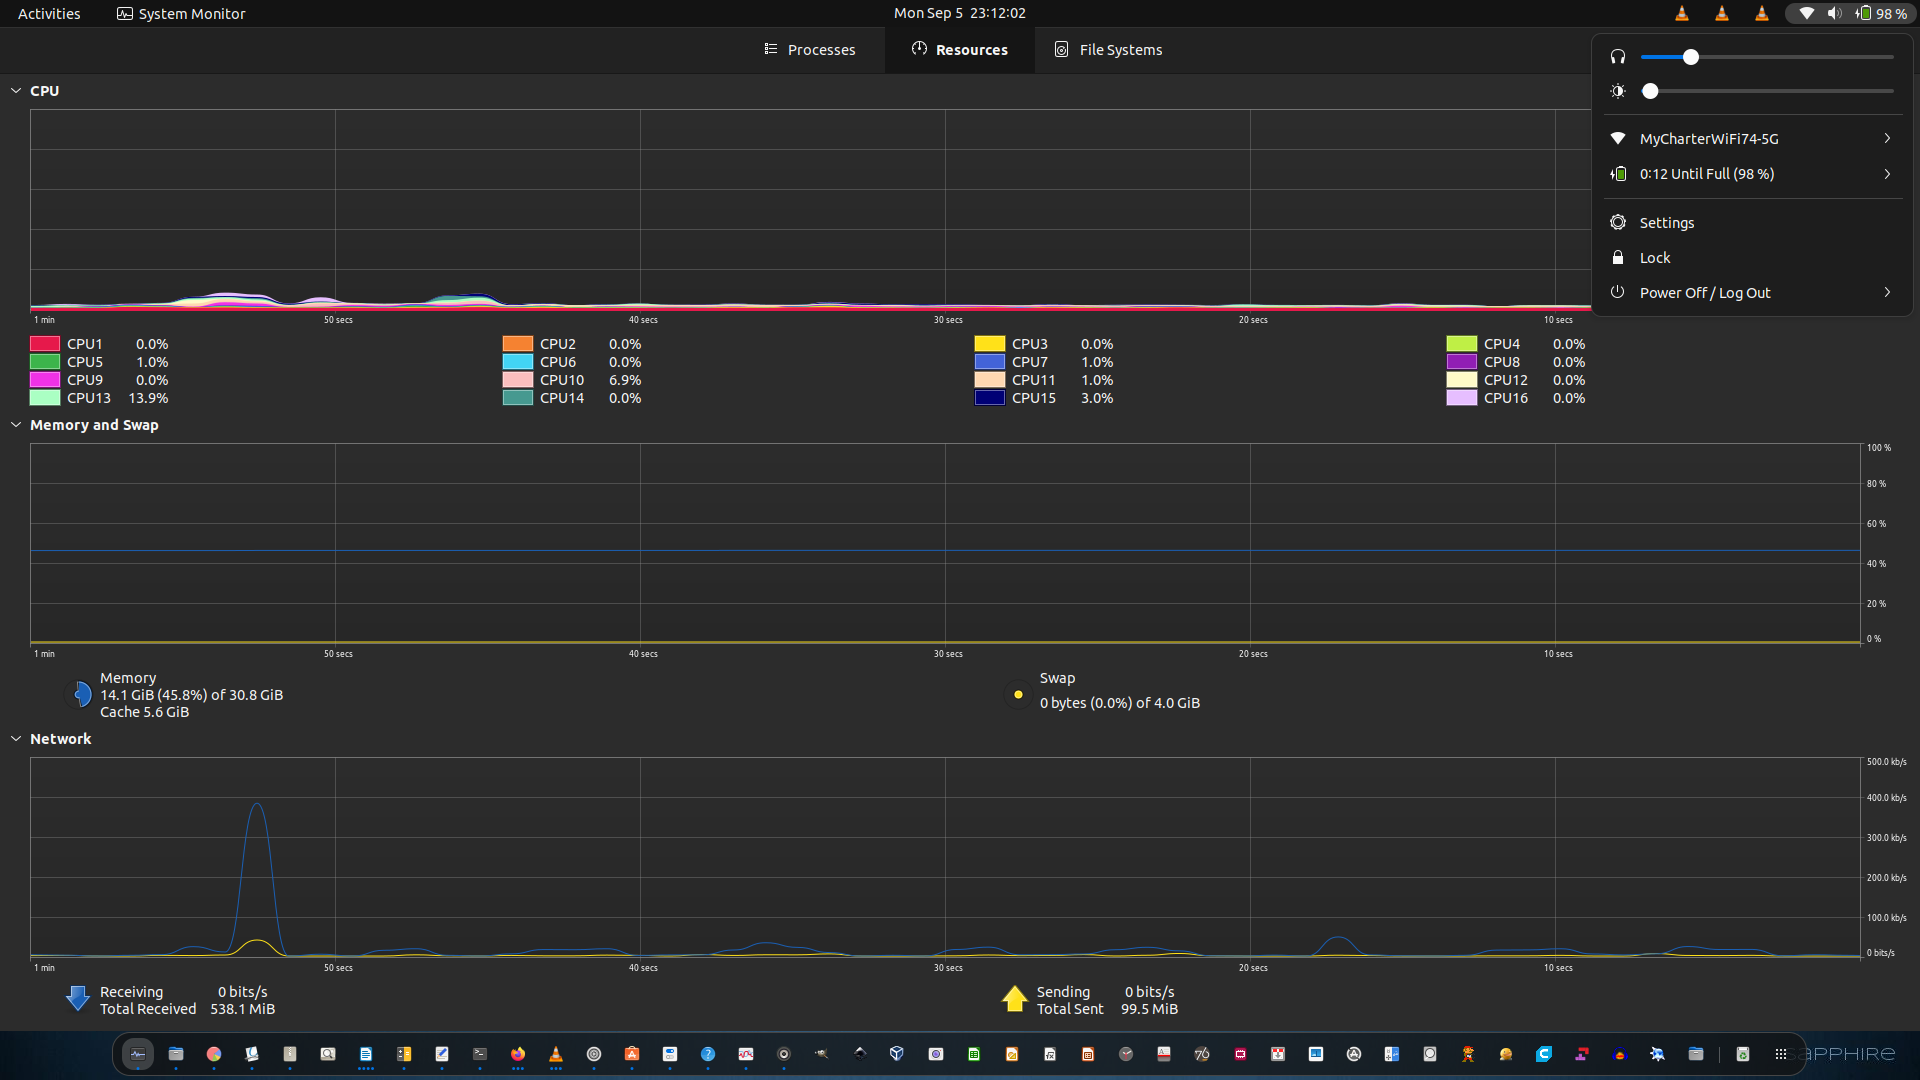 Activities System Monitor Mon Sep 5 23:12:02 98 %
Processes Resources File Systems
CPU
MyCharterWiFi74-5G
0:12 Until Full (98 %)
Settings
Lock
Power Off / Log Out
1 min 50 secs 40 secs 30 secs 20 secs 10 secs
CPU1 0.0% CPU2 0.0% CPU3 0.0% CPU4 0.0%
CPU5 1.0% CPU6 0.0% CPU7 1.0% CPU8 0.0%
CPU9 0.0% CPU10 6.9% CPU11 1.0% CPU12 0.0%
CPU13 13.9% CPU14 0.0% CPU15 3.0% CPU16 0.0%
Memory and Swap
100 %
80 %
60 %
40 %
20 %
0 %
1 min 50 secs 40 secs 30 secs 20 secs 10 secs
Memory Swap
14.1 GiB (45.8%) of 30.8 GiB 0 bytes (0.0%) of 4.0 GiB
Cache 5.6 GiB
Network
500.0 kb/s
400.0 kb/s
300.0 kb/s
200.0 kb/s
100.0 kb/s
0 bits/s
1 min 50 secs 40 secs 30 secs 20 secs 10 secs
Receiving 0 bits/s Sending 0 bits/s
Total Received 538.1 MiB Total Sent 99.5 MiB
76 SAPPHIRE